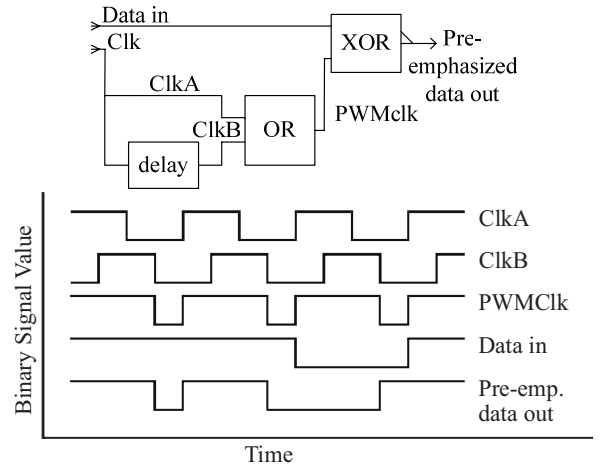 Data in
Clk
XOR
Pre-
emphasized
data out
ClkA
PWMclk
ClkB
OR
delay
Binary Signal Value
ClkA
ClkB
PWMClk
Data in
Pre-emp.
data out
Time